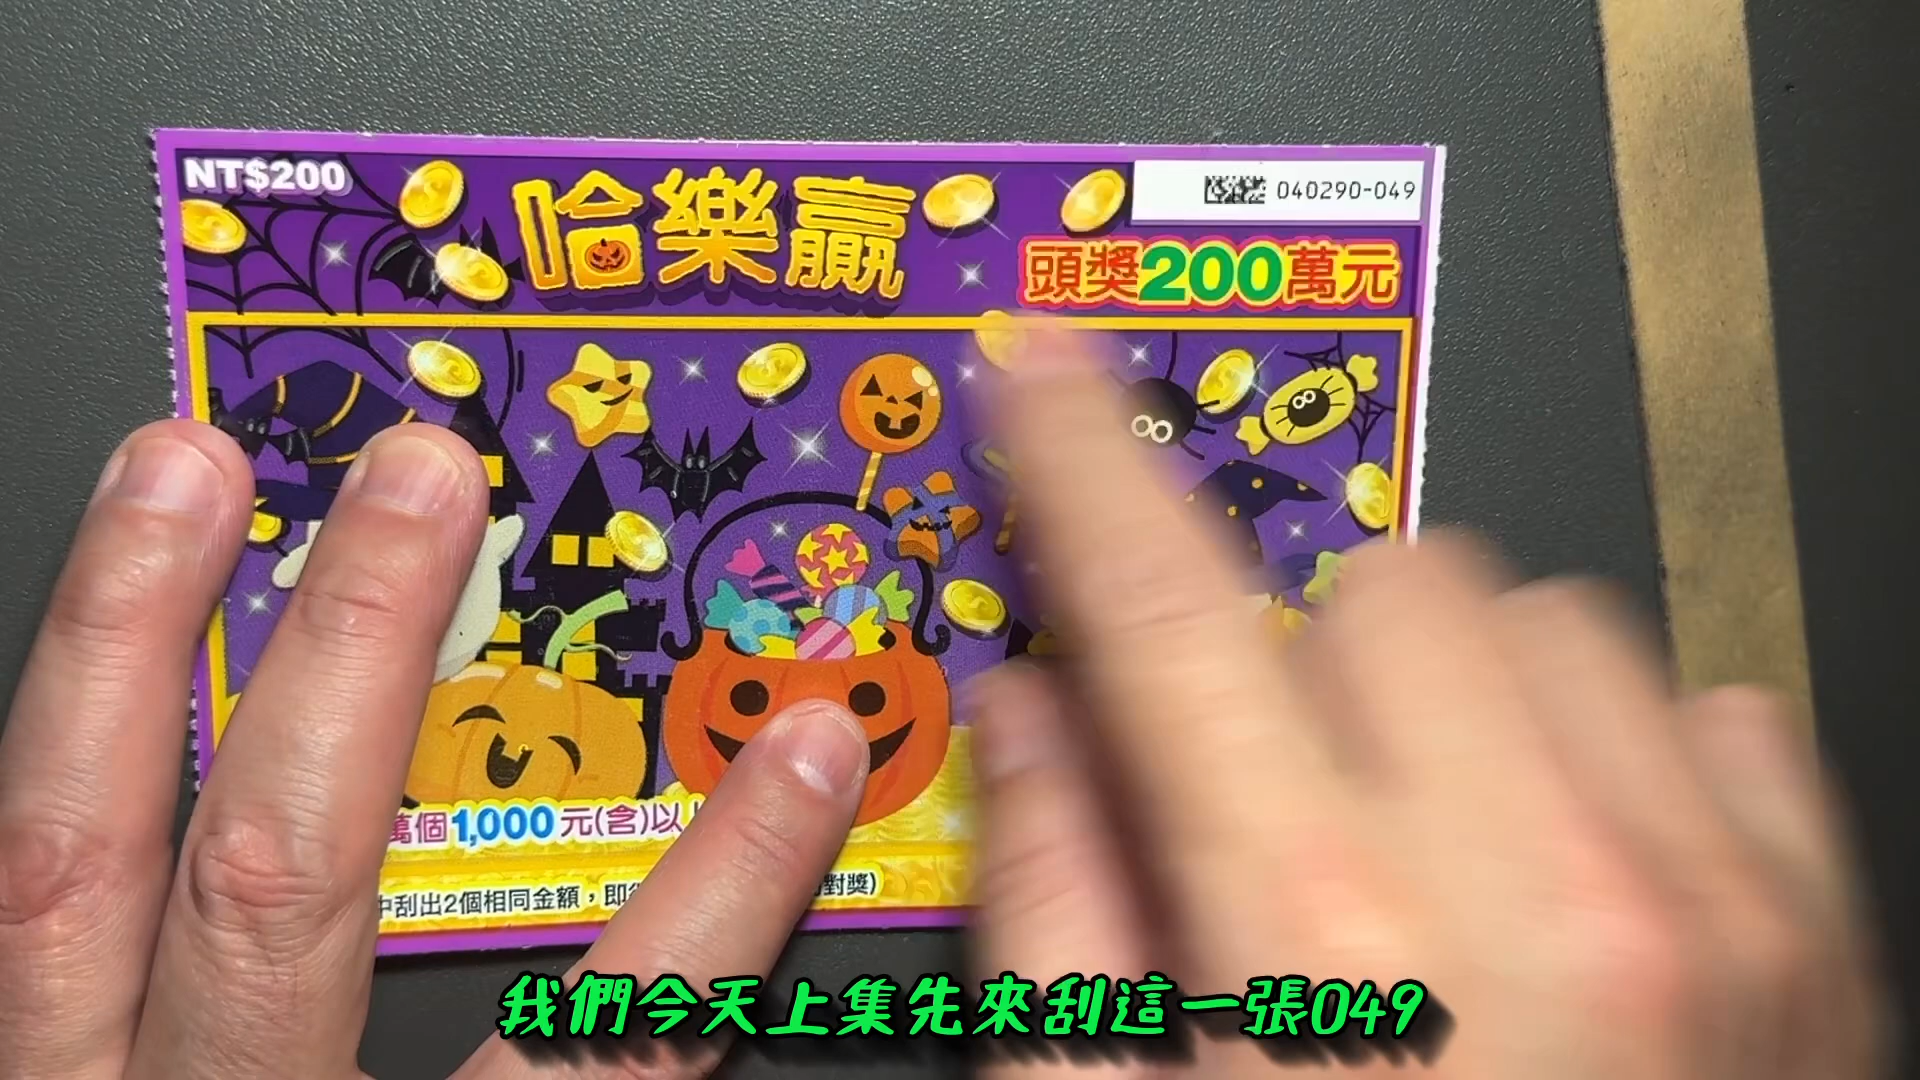 NT$200
哈樂贏
040290-049
頭獎200萬元
萬個1,000元(含)以
中刮出2個相同金額，即
對獎)
我們今天上集先來刮這一張049